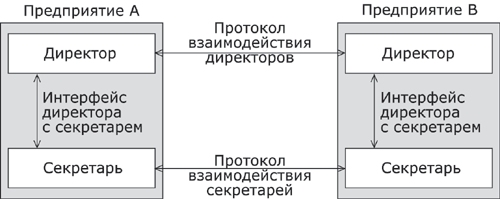 Предприятие А
Предприятие В
Директор
Протокол
взаимодействия
директоров
Директор
Интерфейс
директора
с секретарем
Интерфейс
директора
с секретарем
Секретарь
Протокол
взаимодействия
секретарей
Секретарь